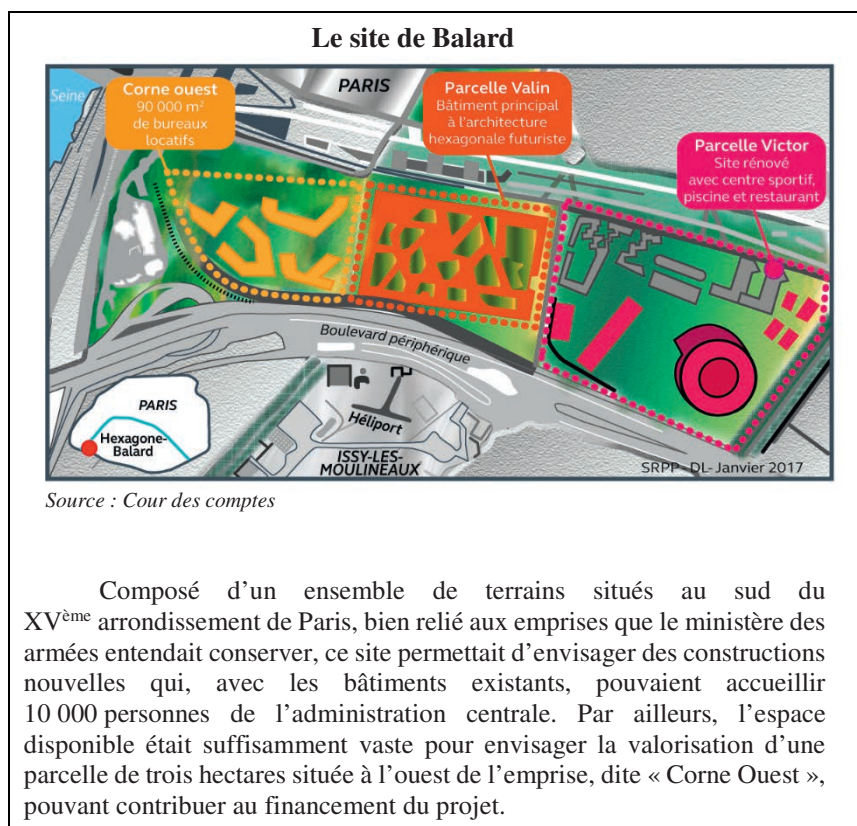 Le site de Balard
Seine
PARIS
Corne ouest
90 000 m²
de bureaux
locatifs
Parcelle Valin
Bâtiment principal
à l'architecture
hexagonale futuriste
Parcelle Victor
Site rénové
avec centre sportif,
piscine et restaurant
Boulevard périphérique
PARIS
Hexagone-
Balard
Héliport
ISSY-LES-
MOULINEAUX
SRPP - DL- Janvier 2017
Source : Cour des comptes
Composé d'un ensemble de terrains situés au sud du
XVème arrondissement de Paris, bien relié aux emprises que le ministère des
armées entendait conserver, ce site permettait d'envisager des constructions
nouvelles qui, avec les bâtiments existants, pouvaient accueillir
10 000 personnes de l'administration centrale. Par ailleurs, l'espace
disponible était suffisamment vaste pour envisager la valorisation d'une
parcelle de trois hectares située à l'ouest de l'emprise, dite « Corne Ouest »,
pouvant contribuer au financement du projet.